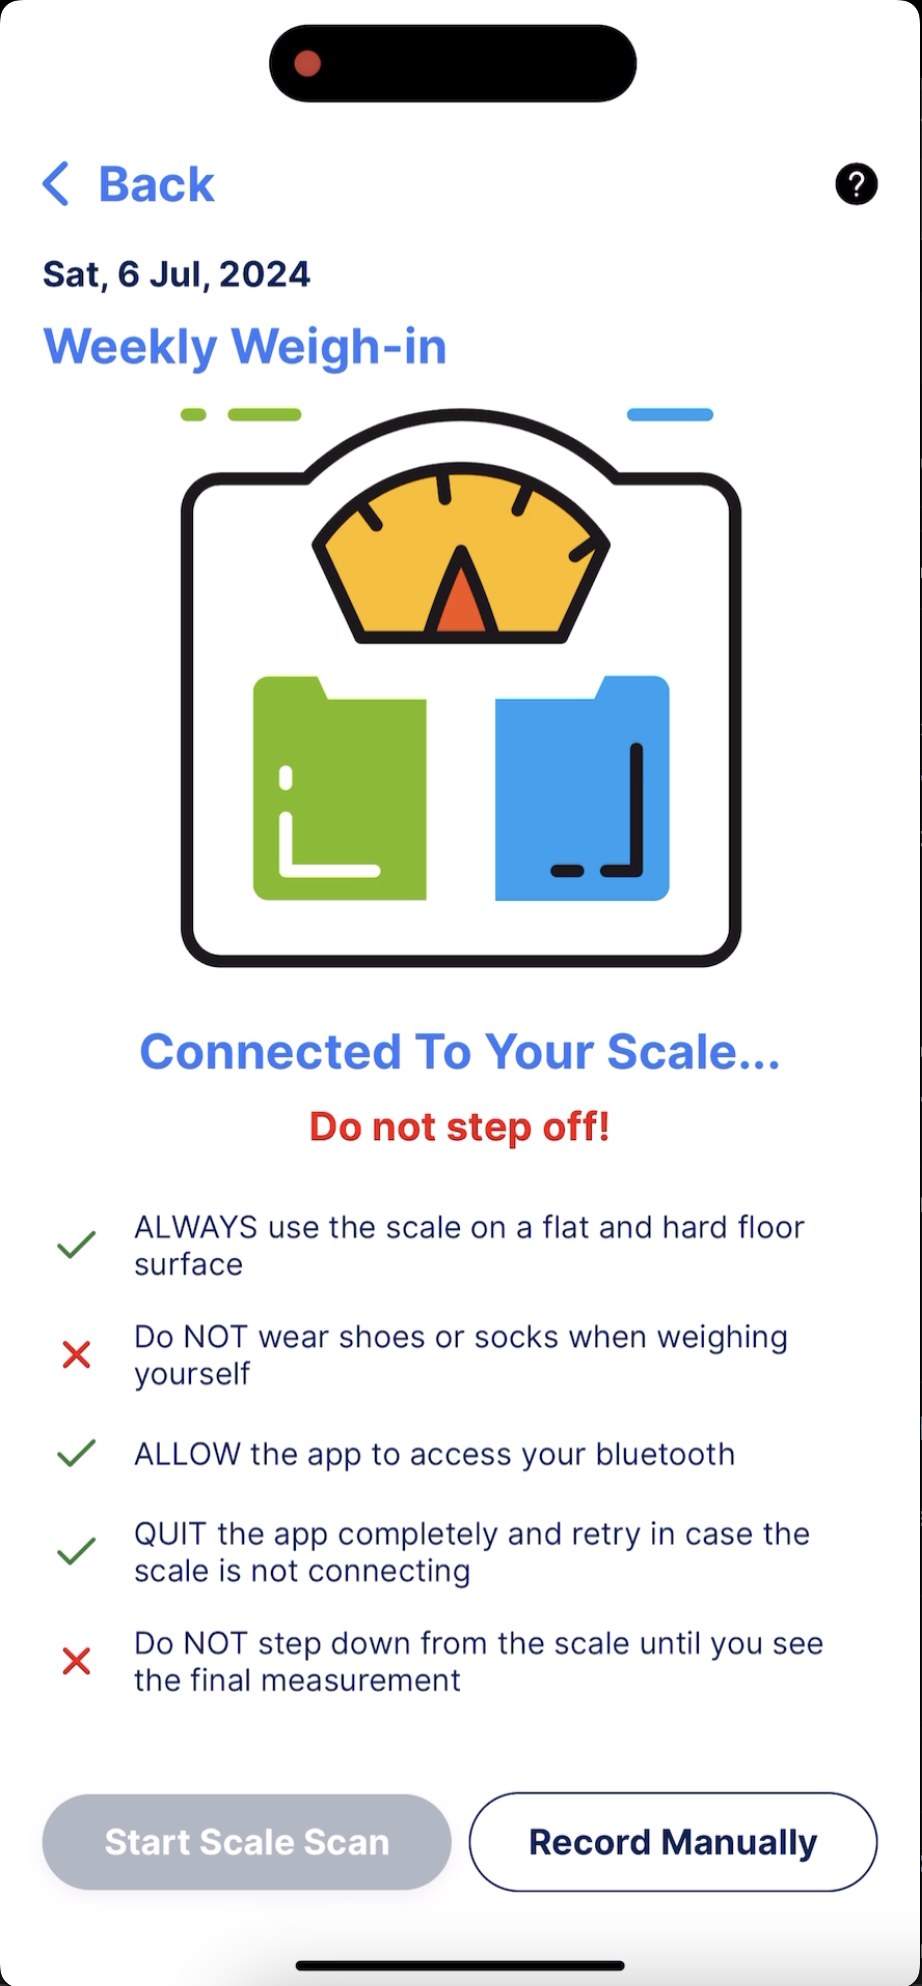 Back
?
Sat, 6 Jul, 2024
Weekly Weigh-in
Connected To Your Scale...
Do not step off!
ALWAYS use the scale on a flat and hard floor
surface
Do NOT wear shoes or socks when weighing
yourself
ALLOW the app to access your bluetooth
QUIT the app completely and retry in case the
scale is not connecting
Do NOT step down from the scale until you see
the final measurement
Start Scale Scan
Record Manually